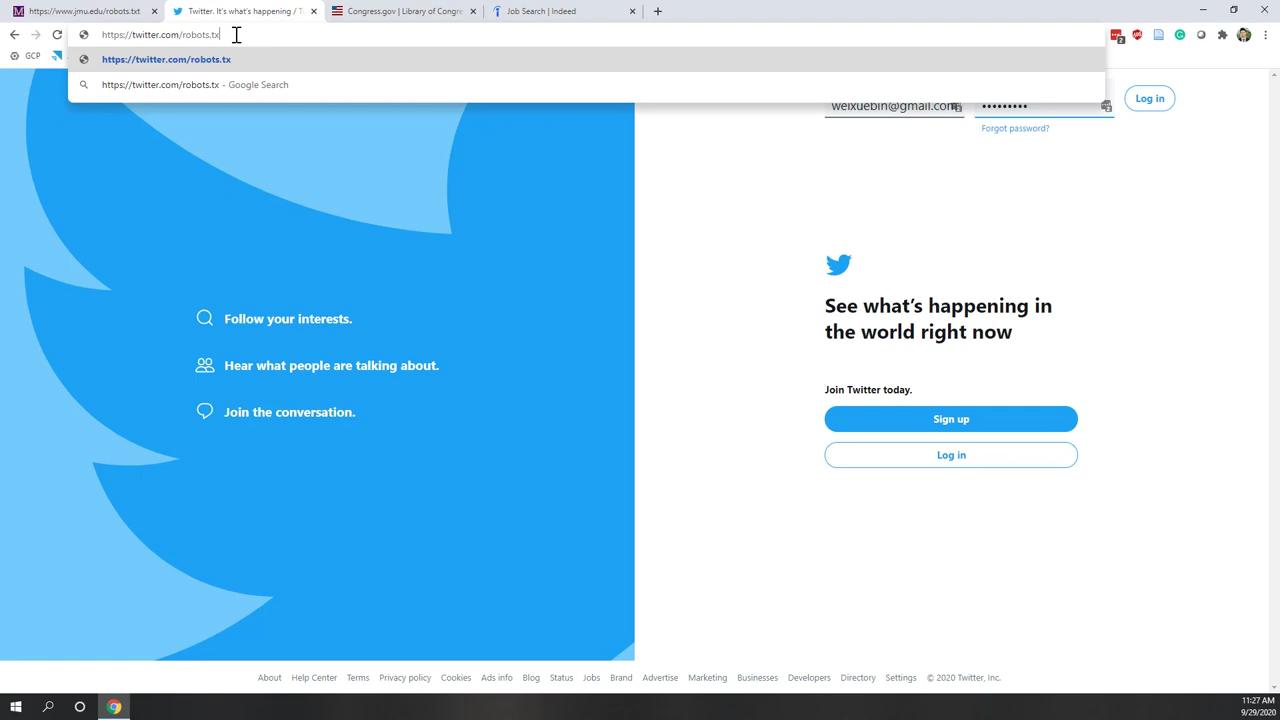 https://www.jmu.edu/robots.txt
Twitter. It's what's happening / T
Congress.gov | Library of Congre
Job Search | Indeed
https://twitter.com/robots.tx
GCP
https://twitter.com/robots.tx
https://twitter.com/robots.tx - Google Search
2
weixuebin@gmail.com
Log in
Forgot password?
Follow your interests.
Hear what people are talking about.
Join the conversation.
See what's happening in
the world right now
Join Twitter today.
Sign up
Log in
About Help Center Terms Privacy policy Cookies Ads info Blog Status Jobs Brand Advertise Marketing Businesses Developers Directory Settings © 2020 Twitter, Inc.
11:27 AM
9/29/2020